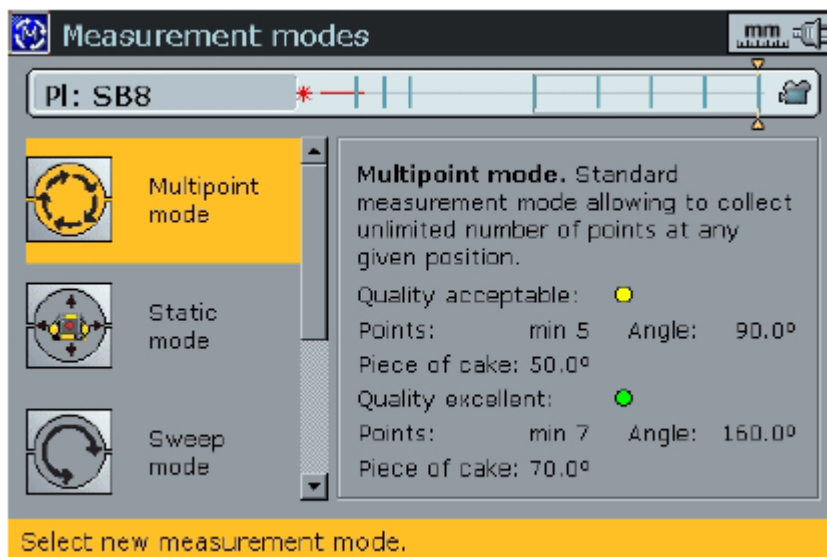 Measurement modes
mm
Pl: SB8
Multipoint
mode
Static
mode
Sweep
mode
Multipoint mode. Standard
measurement mode allowing to collect
unlimited number of points at any
given position.
Quality acceptable:
Points: min 5 Angle: 90.0º
Piece of cake: 50.0º
Quality excellent:
Points: min 7 Angle: 160.0º
Piece of cake: 70.0º
Select new measurement mode.